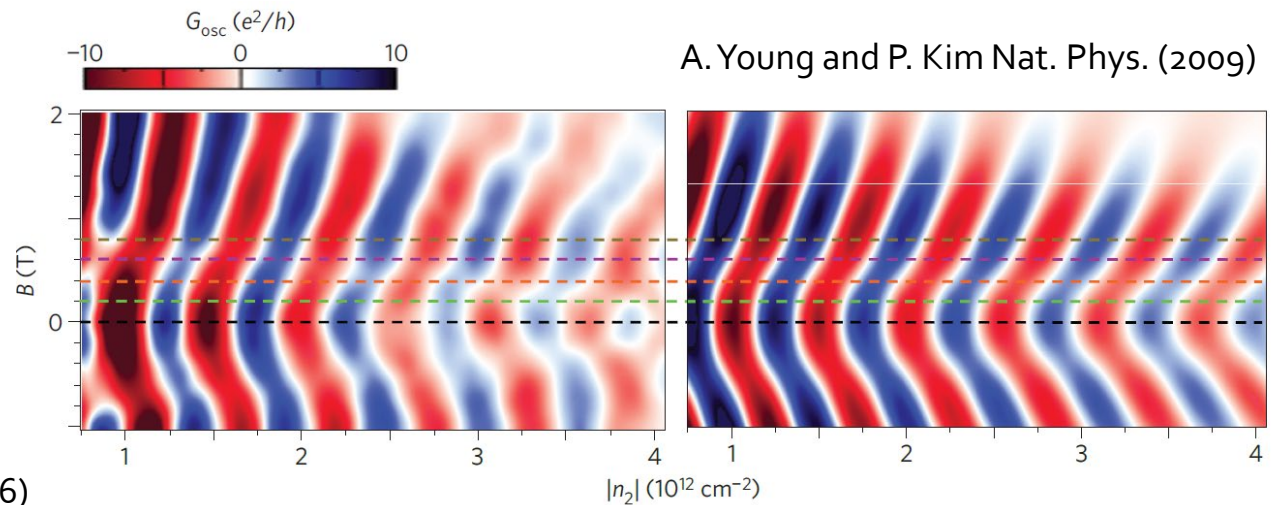 G_osc (e²/h)
−10 0 10
A. Young and P. Kim Nat. Phys. (2009)
2
0
B (T)
1 2 3 4 1 2 3 4
|n₂| (10¹² cm⁻²)
6)